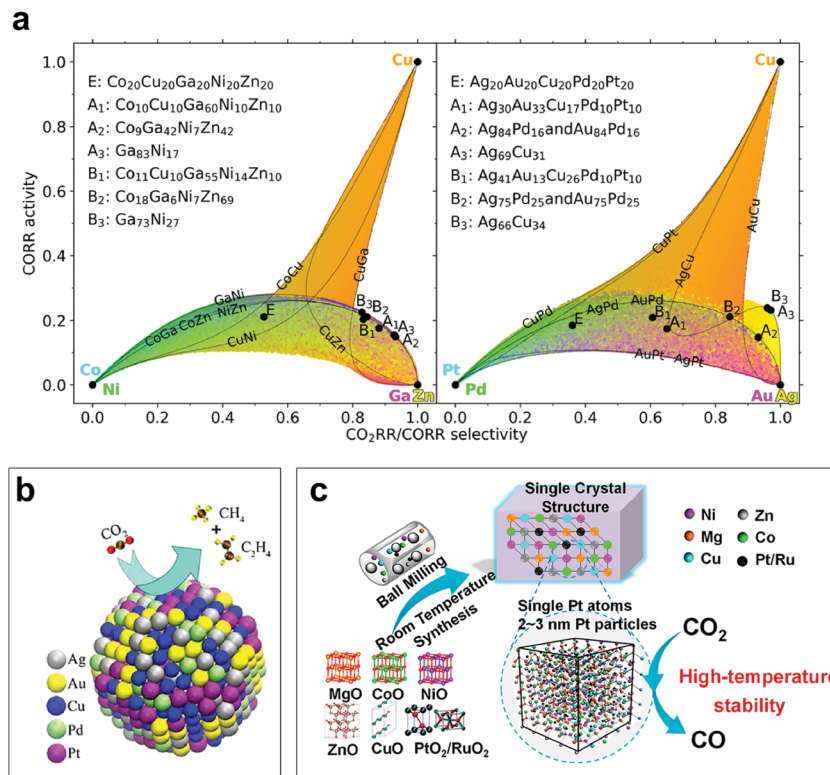 a
CORR activity
1.0
0.8
0.6
0.4
0.2
0.0
E: Co₂₀Cu₂₀Ga₂₀Ni₂₀Zn₂₀
A₁: Co₁₀Cu₁₀Ga₆₀Ni₁₀Zn₁₀
A₂: Co₉Ga₄₂Ni₇Zn₄₂
A₃: Ga₈₃Ni₁₇
B₁: Co₁₁Cu₁₀Ga₅₅Ni₁₄Zn₁₀
B₂: Co₁₈Ga₆Ni₇Zn₆₉
B₃: Ga₇₃Ni₂₇
Cu
CoCu
CuGa
GaNi
CoGa
CoZn
NiZn
CuNi
CuZn
E
B₃
B₂
B₁
A₁
A₃
A₂
Co
Ni
Ga
Zn
0.0 0.2 0.4 0.6 0.8 1.0
E: Ag₂₀Au₂₀Cu₂₀Pd₂₀Pt₂₀
A₁: Ag₃₀Au₃₃Cu₁₇Pd₁₀Pt₁₀
A₂: Ag₈₄Pd₁₆andAu₈₄Pd₁₆
A₃: Ag₆₉Cu₃₁
B₁: Ag₄₁Au₁₃Cu₂₆Pd₁₀Pt₁₀
B₂: Ag₇₅Pd₂₅andAu₇₅Pd₂₅
B₃: Ag₆₆Cu₃₄
Cu
CuPt
AgCu
AuCu
CuPd
AgPd
AuPd
AuPt
AgPt
E
B₁
A₁
B₂
B₃
A₃
A₂
Pt
Pd
Au
Ag
0.0 0.2 0.4 0.6 0.8 1.0
CO₂RR/CORR selectivity
b
CO₂
CH₄
+
C₂H₄
Ag
Au
Cu
Pd
Pt
c
Single Crystal
Structure
Ni
Zn
Mg
Co
Cu
Pt/Ru
Ball Milling
Room Temperature
Synthesis
MgO CoO NiO
ZnO CuO PtO₂/RuO₂
Single Pt atoms
2~3 nm Pt particles
CO₂
High-temperature
stability
CO